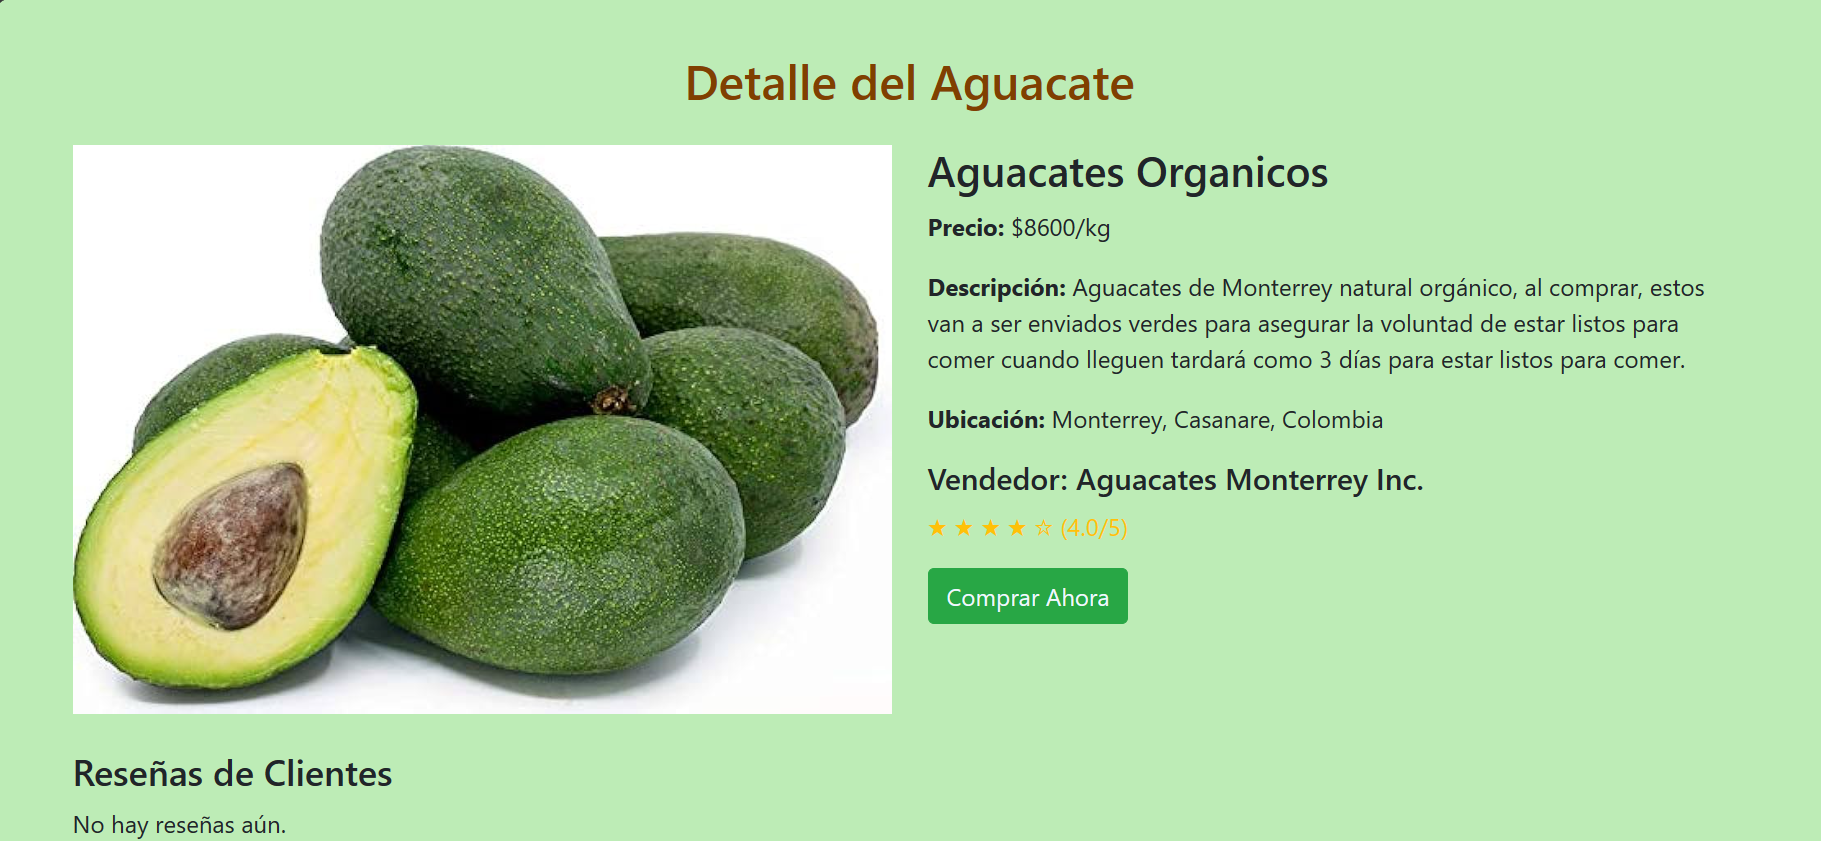 Detalle del Aguacate
Aguacates Organicos
Precio: $8600/kg
Descripción: Aguacates de Monterrey natural orgánico, al comprar, estos
van a ser enviados verdes para asegurar la voluntad de estar listos para
comer cuando lleguen tardará como 3 días para estar listos para comer.
Ubicación: Monterrey, Casanare, Colombia
Vendedor: Aguacates Monterrey Inc.
★ ★ ★ ★ ☆ (4.0/5)
Comprar Ahora
Reseñas de Clientes
No hay reseñas aún.